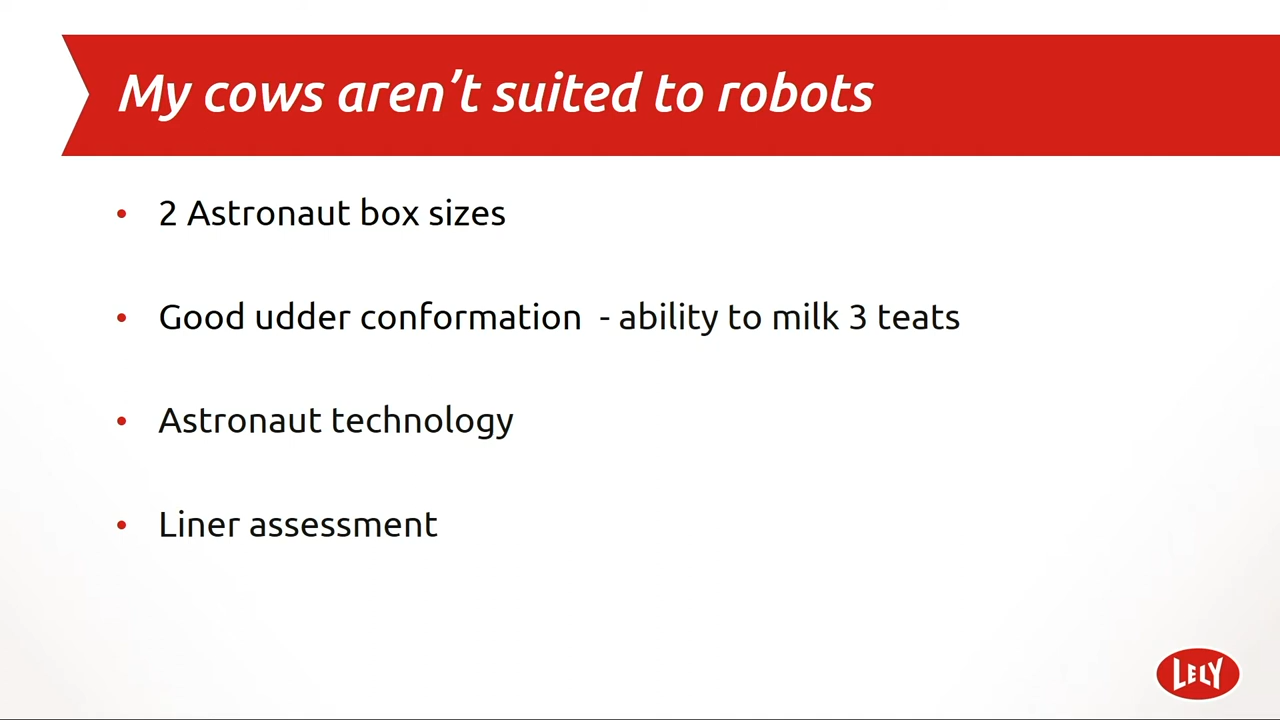 My cows aren’t suited to robots
• 2 Astronaut box sizes
• Good udder conformation - ability to milk 3 teats
• Astronaut technology
• Liner assessment
LELY